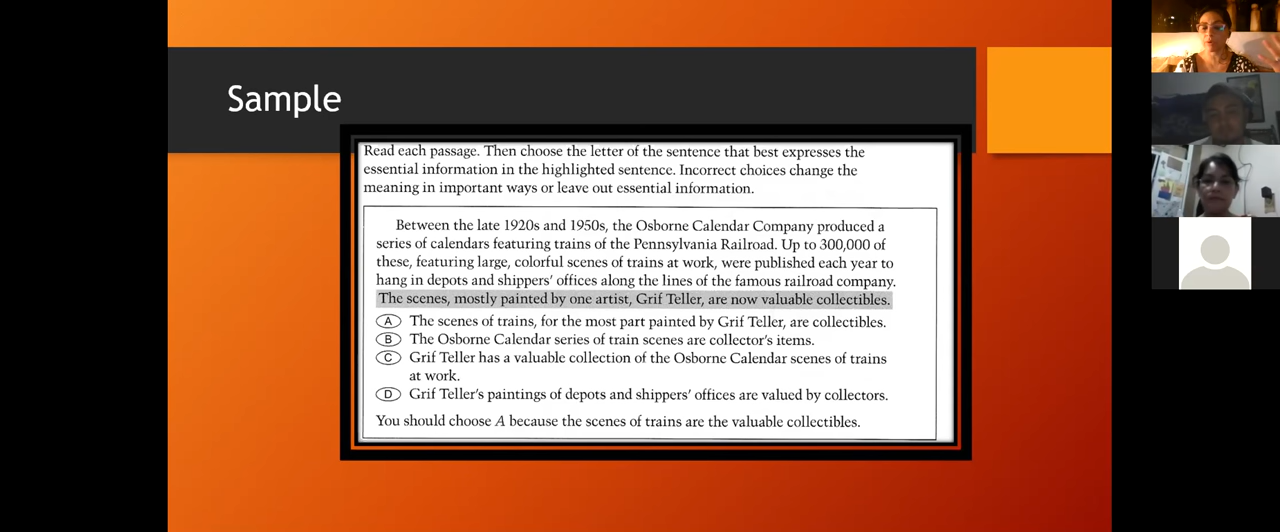 Sample
Read each passage. Then choose the letter of the sentence that best expresses the
essential information in the highlighted sentence. Incorrect choices change the
meaning in important ways or leave out essential information.
Between the late 1920s and 1950s, the Osborne Calendar Company produced a
series of calendars featuring trains of the Pennsylvania Railroad. Up to 300,000 of
these, featuring large, colorful scenes of trains at work, were published each year to
hang in depots and shippers' offices along the lines of the famous railroad company.
The scenes, mostly painted by one artist, Grif Teller, are now valuable collectibles.
A The scenes of trains, for the most part painted by Grif Teller, are collectibles.
B The Osborne Calendar series of train scenes are collector's items.
C Grif Teller has a valuable collection of the Osborne Calendar scenes of trains
at work.
D Grif Teller's paintings of depots and shippers' offices are valued by collectors.
You should choose A because the scenes of trains are the valuable collectibles.